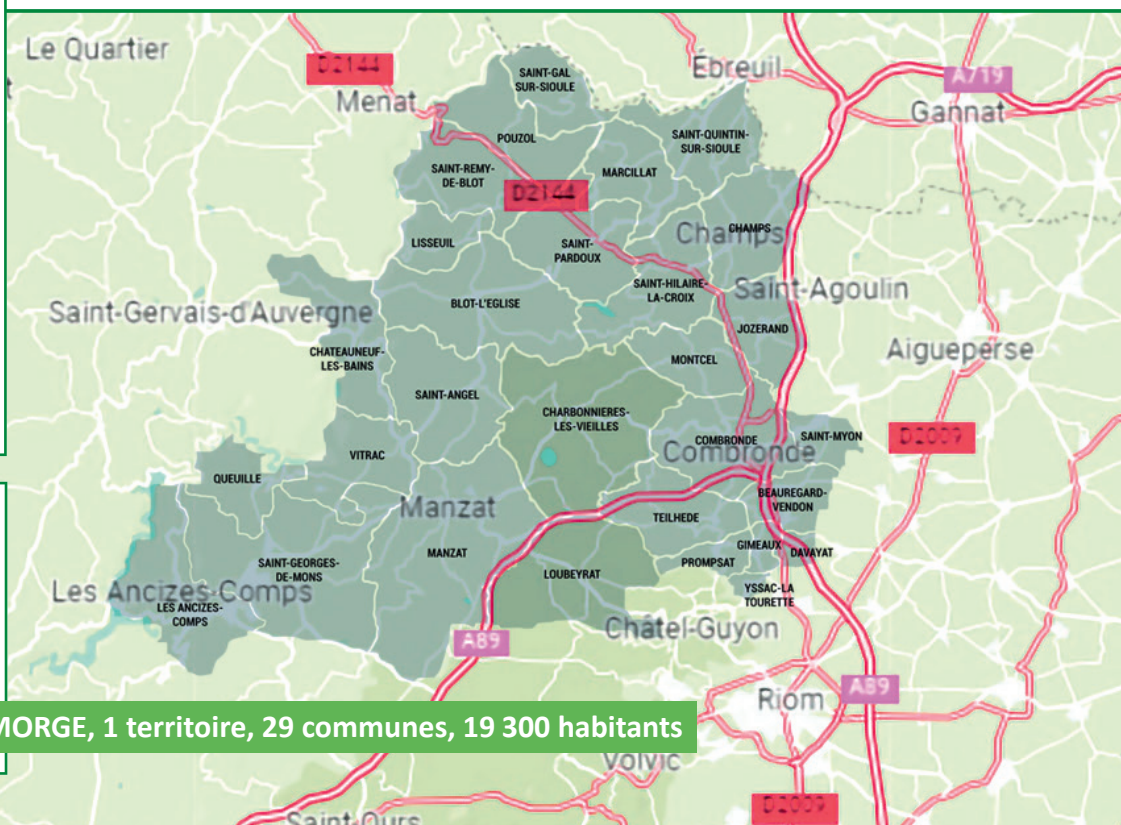 Le Quartier
D2144
Ébreuil
A719
SAINT-GAL
SUR-SIOULE
Menat
Gannat
POUZOL
SAINT-QUINTIN-
SUR-SIOULE
SAINT-REMY-
DE-BLOT
MARCILLAT
D2144
CHAMPS
Champs
LISSEUIL
SAINT-
PARDOUX
SAINT-HILAIRE-
LA-CROIX
Saint-Agoulin
BLOT-L'EGLISE
Saint-Gervais-d'Auvergne
JOZERAND
Aigueperse
CHATEAUNEUF-
LES-BAINS
MONTCEL
SAINT-ANGEL
CHARBONNIERES-
LES-VIEILLES
COMBRONDE
SAINT-MYON
D2009
Combronde
VITRAC
QUEUILLE
BEAUREGARD-
VENDON
Manzat
TEILHEDE
MANZAT
GIMEAUX
DAVAYAT
PROMPSAT
SAINT-GEORGES-
DE-MONS
LOUBEYRAT
YSSAC-LA
TOURETTE
Les Ancizes-Comps
LES ANCIZES-
COMPS
Châtel-Guyon
A89
A89
Riom
MORGE, 1 territoire, 29 communes, 19 300 habitants
Volvic
D2009
Saint-Ours